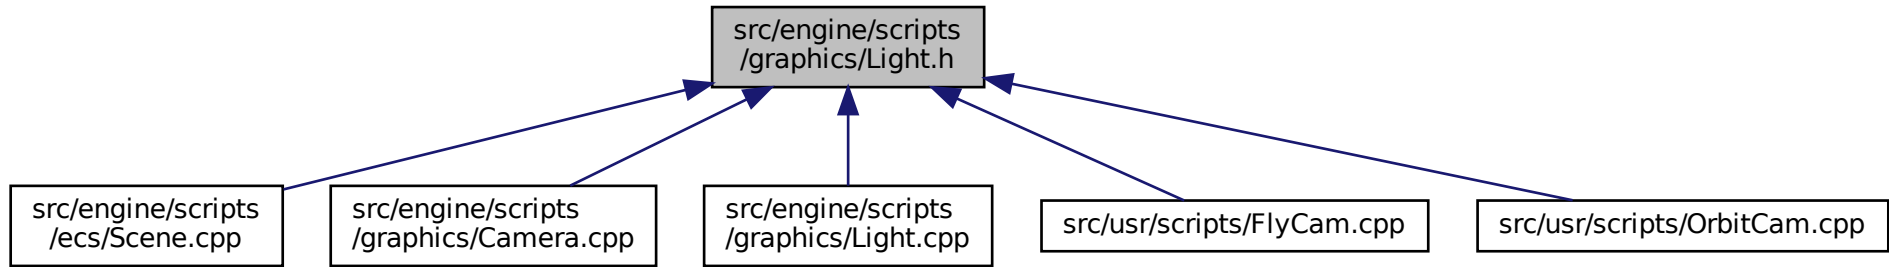 src/engine/scripts
/graphics/Light.h
src/engine/scripts
/ecs/Scene.cpp
src/engine/scripts
/graphics/Camera.cpp
src/engine/scripts
/graphics/Light.cpp
src/usr/scripts/FlyCam.cpp
src/usr/scripts/OrbitCam.cpp